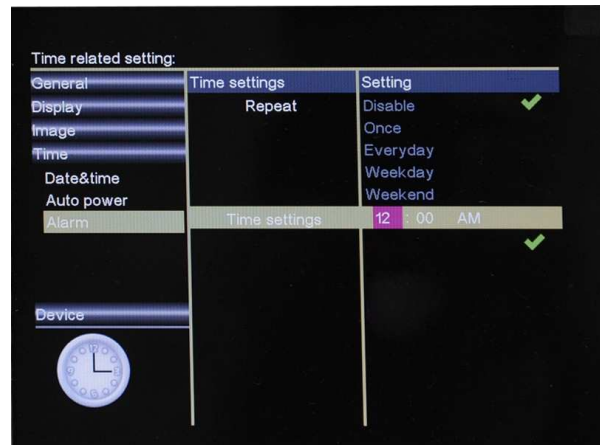 Time related setting:
General Time settings Setting
Display Repeat Disable
Image Once
Time Everyday
Date&time Weekday
Auto power Weekend
Alarm Time settings 12 : 00 AM
Device